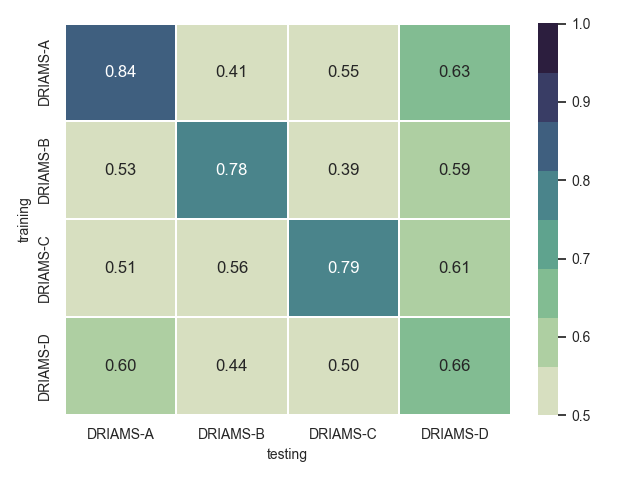 training
DRIAMS-A
0.84 0.41 0.55 0.63
DRIAMS-B
0.53 0.78 0.39 0.59
DRIAMS-C
0.51 0.56 0.79 0.61
DRIAMS-D
0.60 0.44 0.50 0.66
DRIAMS-A DRIAMS-B DRIAMS-C DRIAMS-D
testing
1.0
0.9
0.8
0.7
0.6
0.5